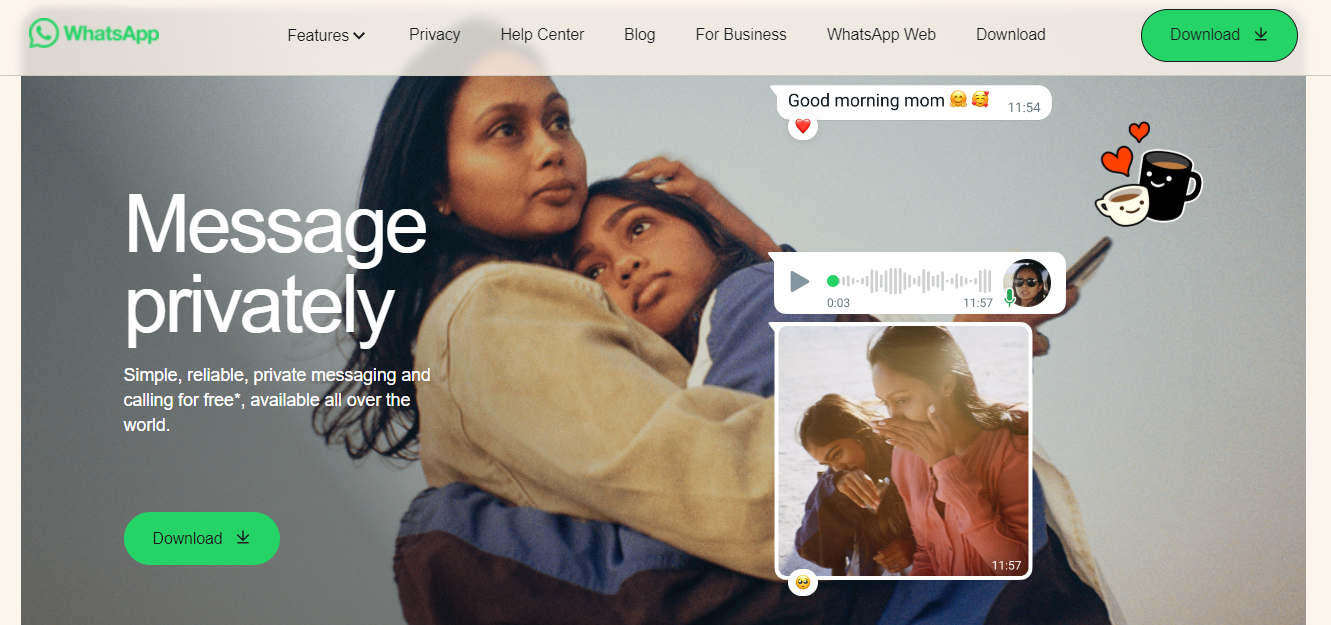 WhatsApp
Features
Privacy
Help Center
Blog
For Business
WhatsApp Web
Download
Download
Message
privately
Simple, reliable, private messaging and
calling for free*, available all over the
world.
Download
Good morning mom 🤗 🥰 11:54
0:03 11:57
11:57